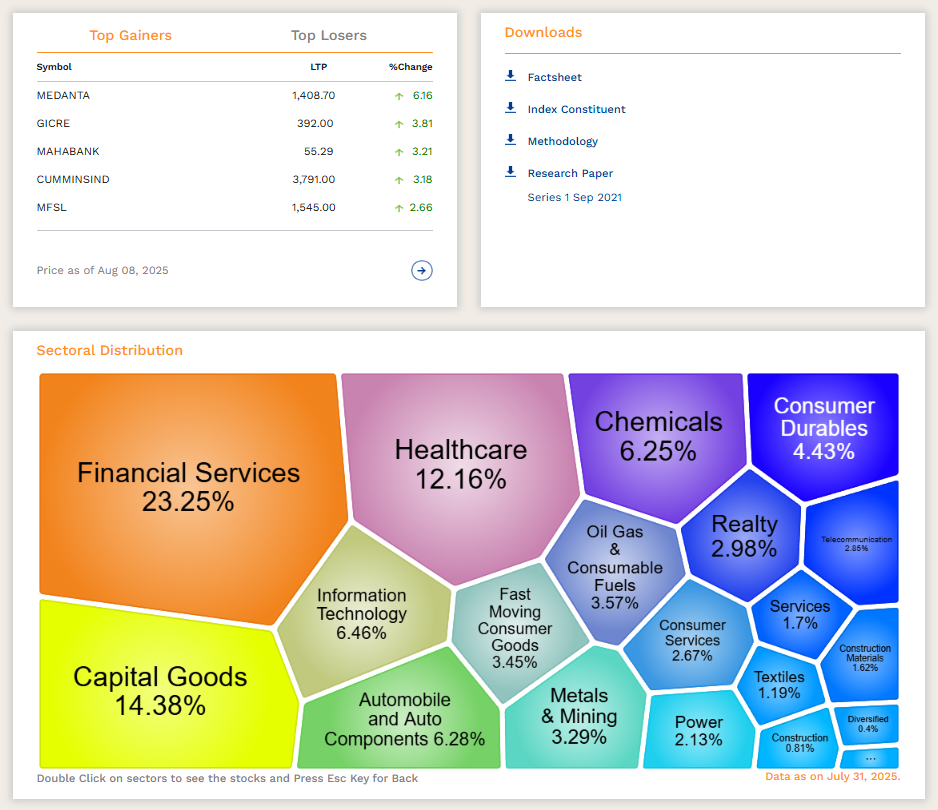 Top Gainers Top Losers
Symbol LTP %Change
MEDANTA 1,408.70 ↑ 6.16
GICRE 392.00 ↑ 3.81
MAHABANK 55.29 ↑ 3.21
CUMMINSIND 3,791.00 ↑ 3.18
MFSL 1,545.00 ↑ 2.66
Price as of Aug 08, 2025
Downloads
Factsheet
Index Constituent
Methodology
Research Paper
Series 1 Sep 2021
Sectoral Distribution
Financial Services
23.25%
Healthcare
12.16%
Chemicals
6.25%
Consumer
Durables
4.43%
Oil Gas
&
Consumable
Fuels
3.57%
Realty
2.98%
Telecommunication
2.85%
Information
Technology
6.46%
Fast
Moving
Consumer
Goods
3.45%
Consumer
Services
2.67%
Services
1.7%
Construction
Materials
1.62%
Capital Goods
14.38%
Automobile
and Auto
Components 6.28%
Metals
& Mining
3.29%
Power
2.13%
Textiles
1.19%
Construction
0.81%
Diversified
0.4%
...
Double Click on sectors to see the stocks and Press Esc Key for Back
Data as on July 31, 2025.